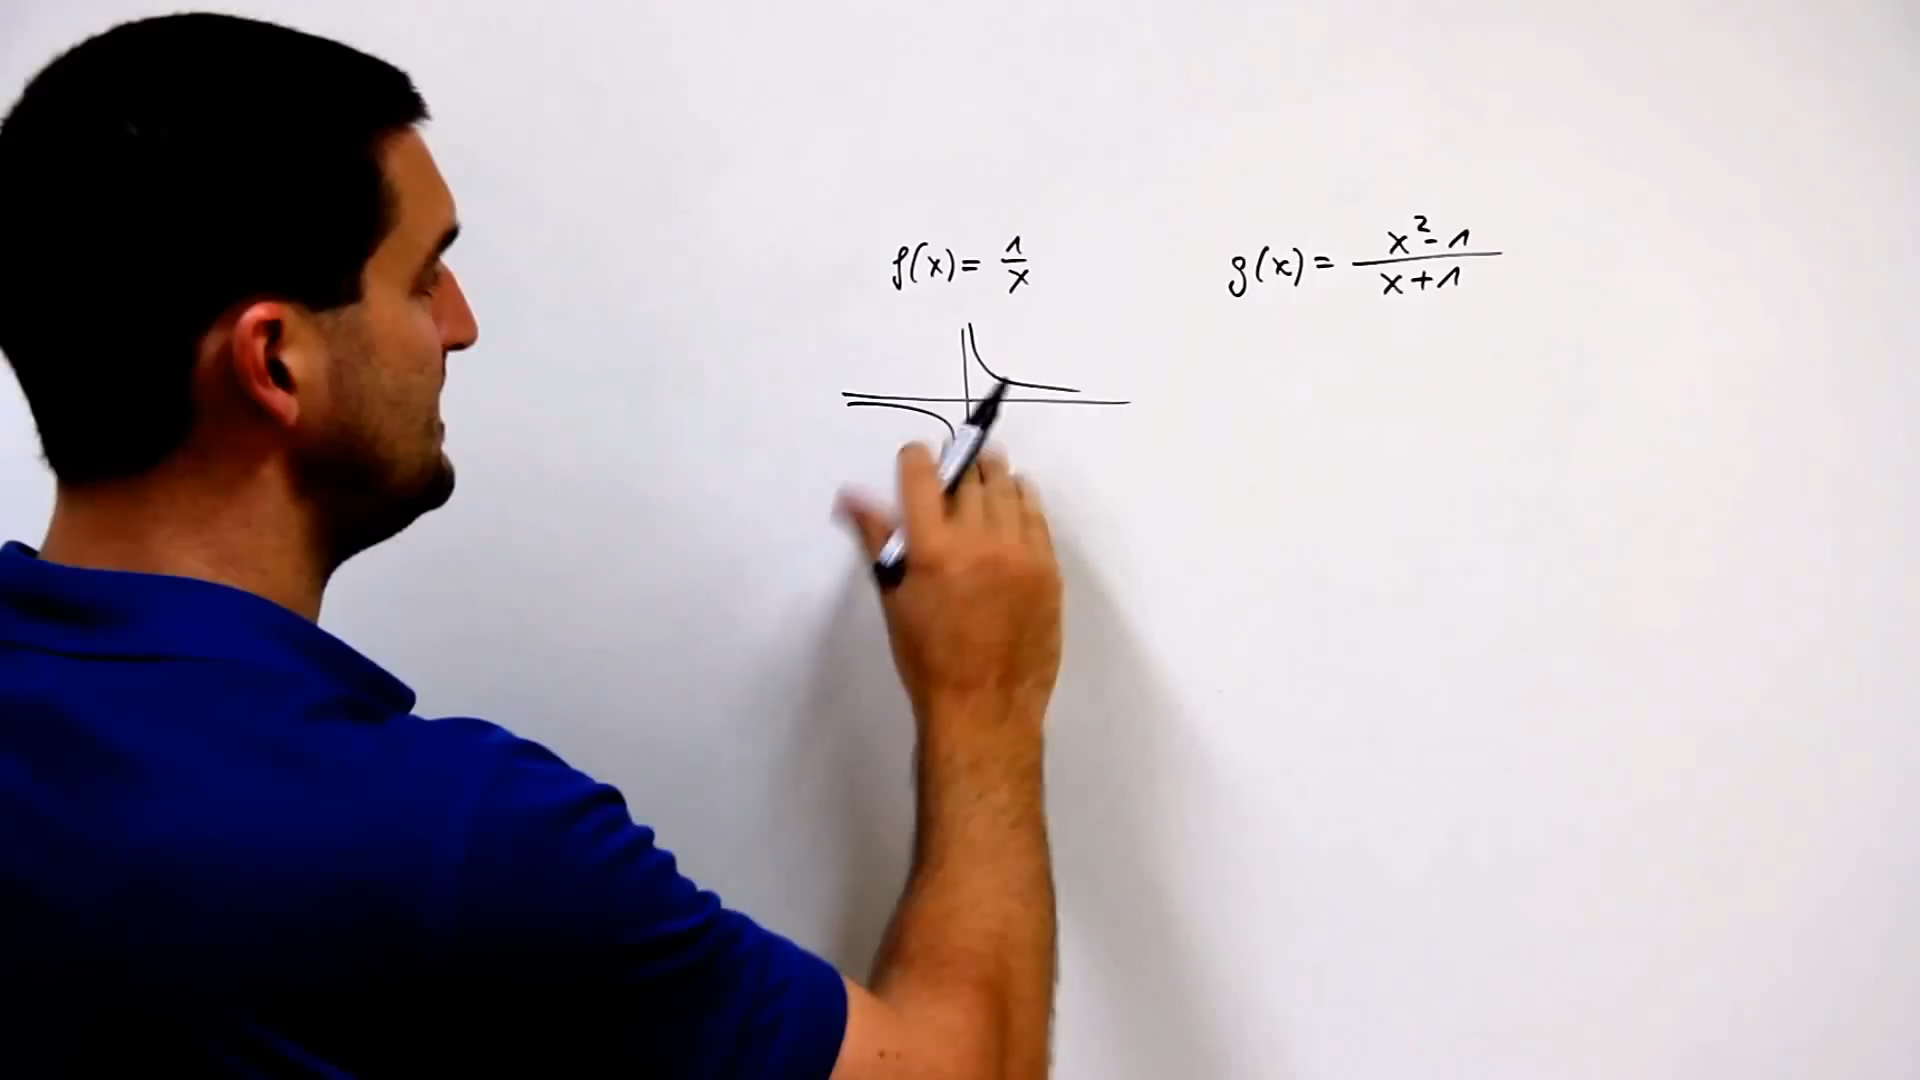 f(x) = 1/x
g(x) = x² - 1 / x + 1